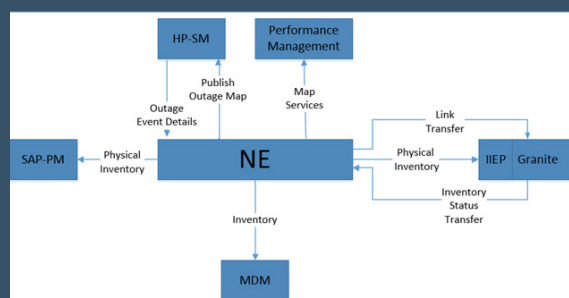 HP-SM
Performance
Management
Publish
Outage Map
Outage
Event Details
Map
Services
Link
Transfer
SAP-PM
Physical
Inventory
NE
Physical
Inventory
IIEP
Granite
Inventory
Status
Transfer
Inventory
MDM